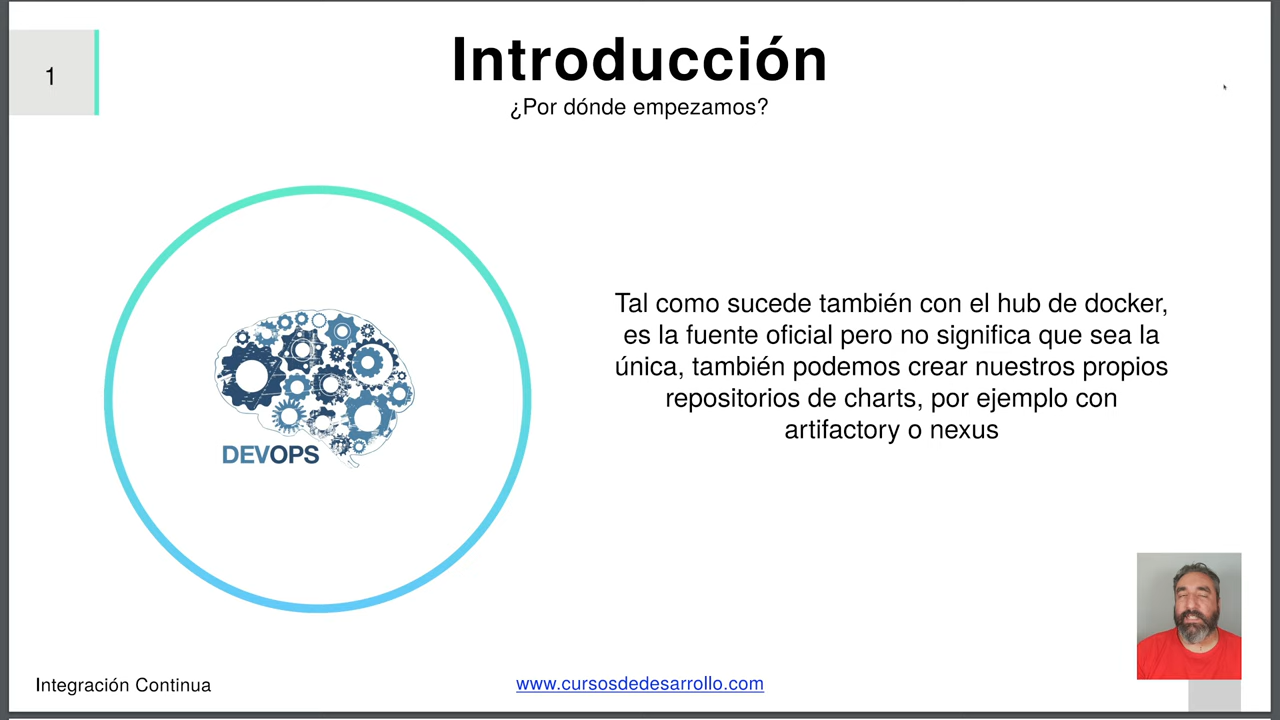 1
Introducción
¿Por dónde empezamos?
Tal como sucede también con el hub de docker,
es la fuente oficial pero no significa que sea la
única, también podemos crear nuestros propios
repositorios de charts, por ejemplo con
artifactory o nexus
DEVOPS
Integración Continua
www.cursosdedesarrollo.com